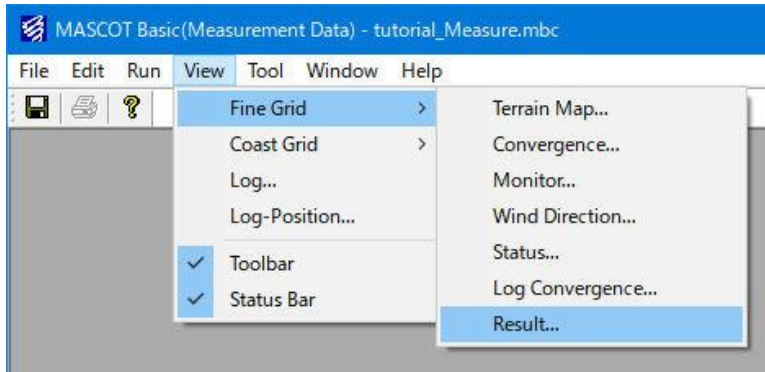 MASCOT Basic(Measurement Data) - tutorial_Measure.mbc
File Edit Run View Tool Window Help
Fine Grid
Coast Grid
Log...
Log-Position...
Toolbar
Status Bar
Terrain Map...
Convergence...
Monitor...
Wind Direction...
Status...
Log Convergence...
Result...